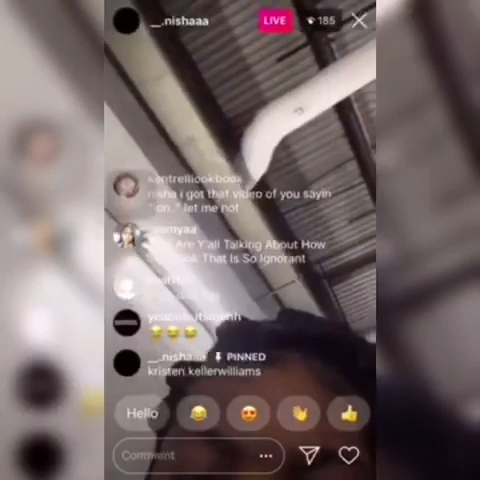 __.nishaaa LIVE 185
nisha i got that video of you sayin
on.." let me not
Are Y'all Talking About How
That Is So Ignorant
😂😂😂
__.nishaaa PINNED
kristen kellerwilliams
Hello 😂 😍 👏 👍
Comment